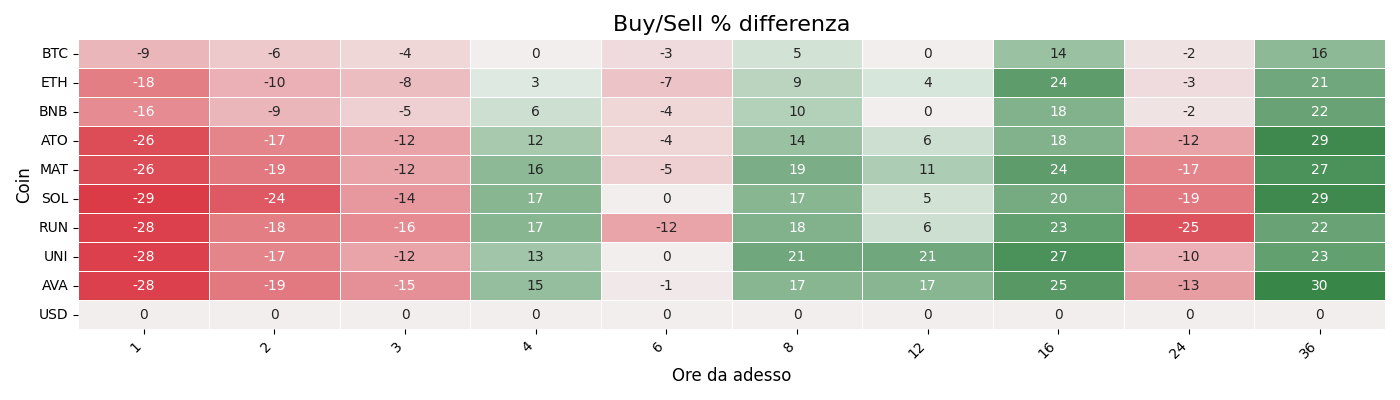 Buy/Sell % differenza
Coin
BTC -9 -6 -4 0 -3 5 0 14 -2 16
ETH -18 -10 -8 3 -7 9 4 24 -3 21
BNB -16 -9 -5 6 -4 10 0 18 -2 22
ATO -26 -17 -12 12 -4 14 6 18 -12 29
MAT -26 -19 -12 16 -5 19 11 24 -17 27
SOL -29 -24 -14 17 0 17 5 20 -19 29
RUN -28 -18 -16 17 -12 18 6 23 -25 22
UNI -28 -17 -12 13 0 21 21 27 -10 23
AVA -28 -19 -15 15 -1 17 17 25 -13 30
USD 0 0 0 0 0 0 0 0 0 0
1 2 3 4 6 8 12 16 24 36
Ore da adesso